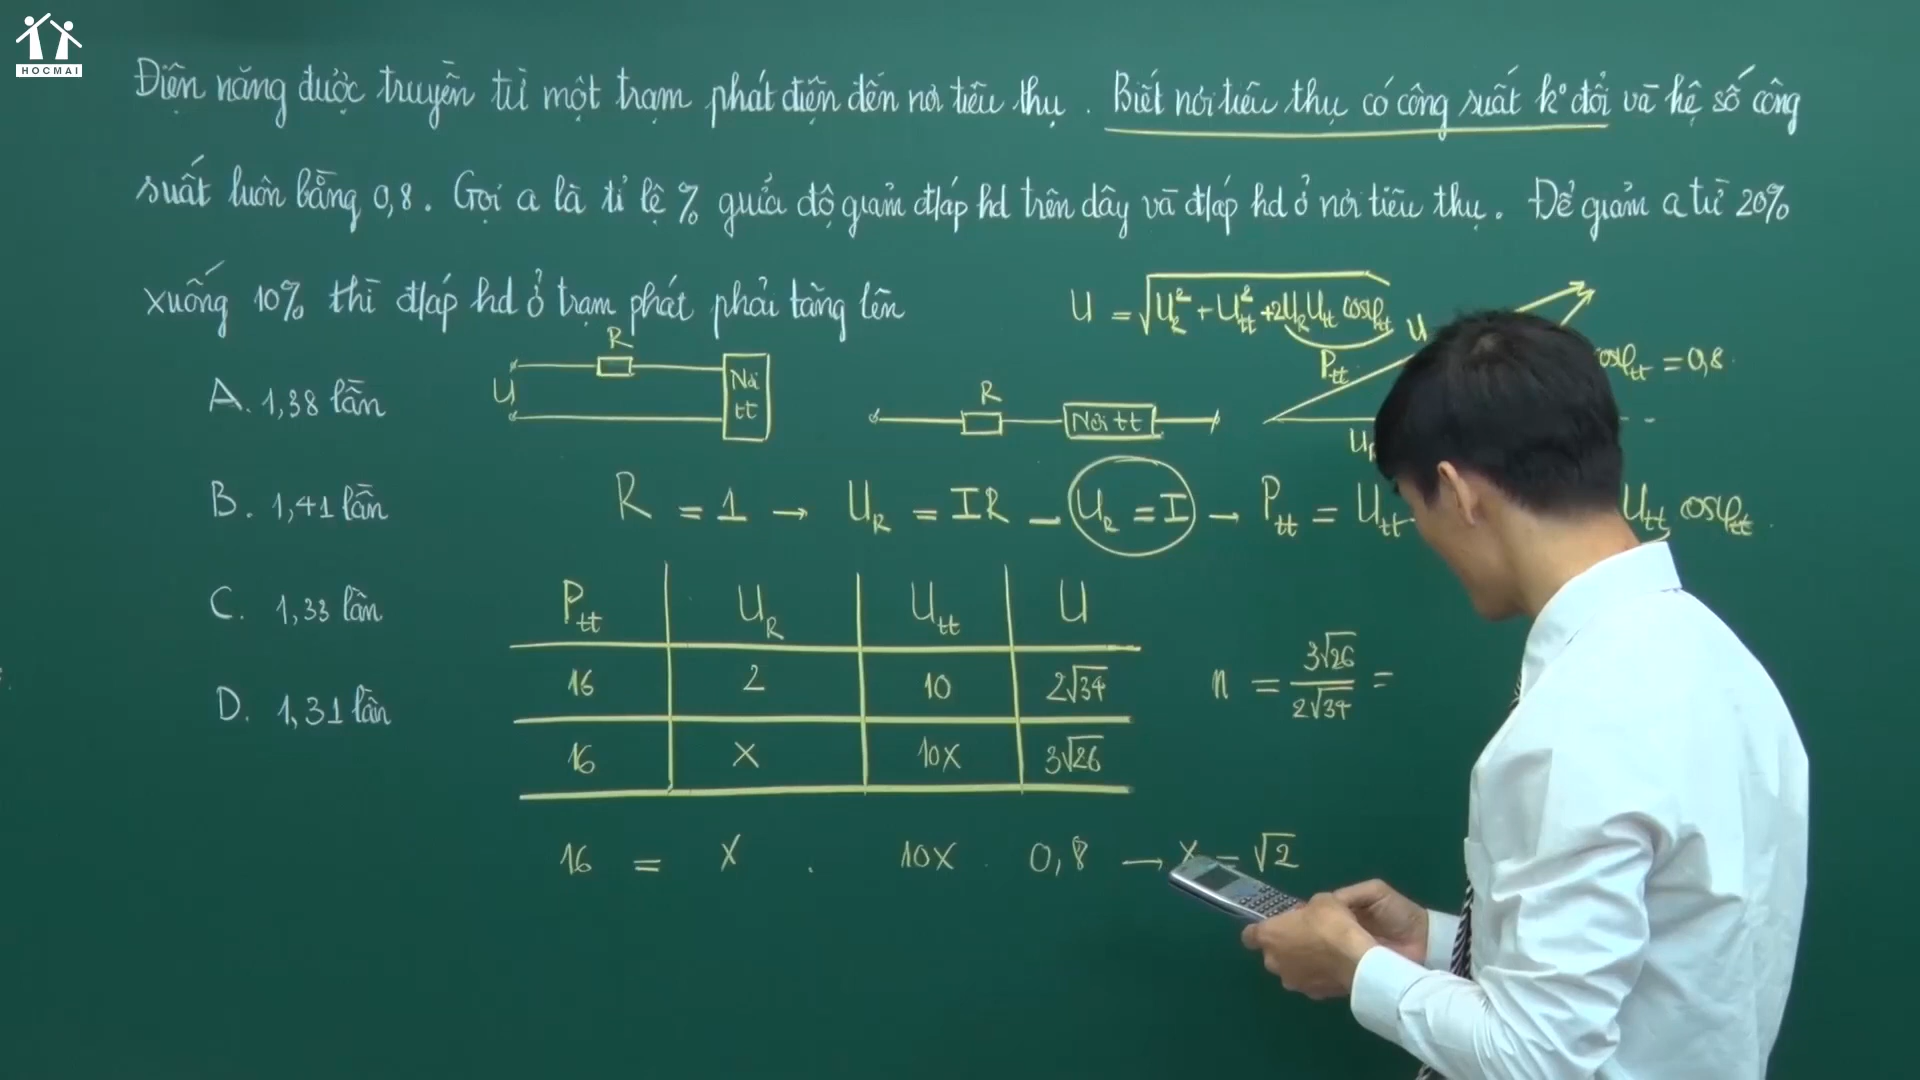 HOCMAI
Điện năng được truyền từ một trạm phát điện đến nơi tiêu thụ. Biết nơi tiêu thụ có công suất k° đổi và hệ số công
suất luôn bằng 0,8. Gọi a là tỉ lệ % giữa độ giảm đ/áp hd trên dây và đ/áp hd ở nơi tiêu thụ. Để giảm a từ 20%
xuống 10% thì đ/áp hd ở trạm phát phải tăng lên
U = √(U_R² + U_tt² + 2U_R U_tt cosφ_tt)
U
P_tt
cosφ_tt = 0,8
R
U
Nơi tt
R
Nơi tt
A. 1,38 lần
B. 1,41 lần
R = 1 → U_R = IR – U_R = I → P_tt = U_tt
U_tt cosφ_tt
C. 1,33 lần
P_tt U_R U_tt U
D. 1,31 lần
16 2 10 2√34
n = 3√26 / 2√34 =
16 x 10x 3√26
16 = x . 10x . 0,8 → x = √2